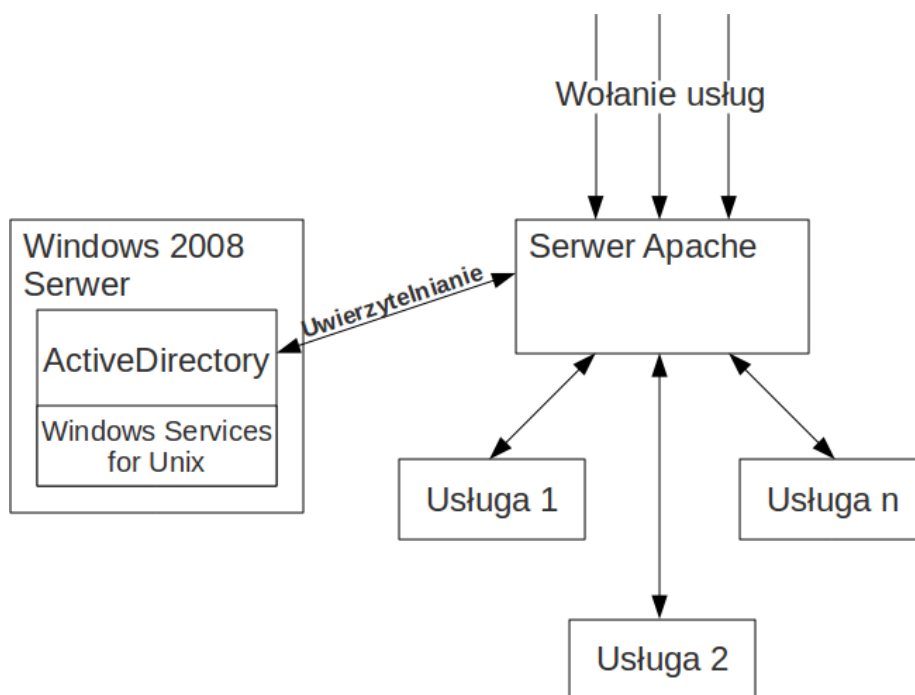 Wołanie usług
Windows 2008
Serwer
Serwer Apache
Uwierzytelnianie
ActiveDirectory
Windows Services
for Unix
Usługa 1
Usługa n
Usługa 2